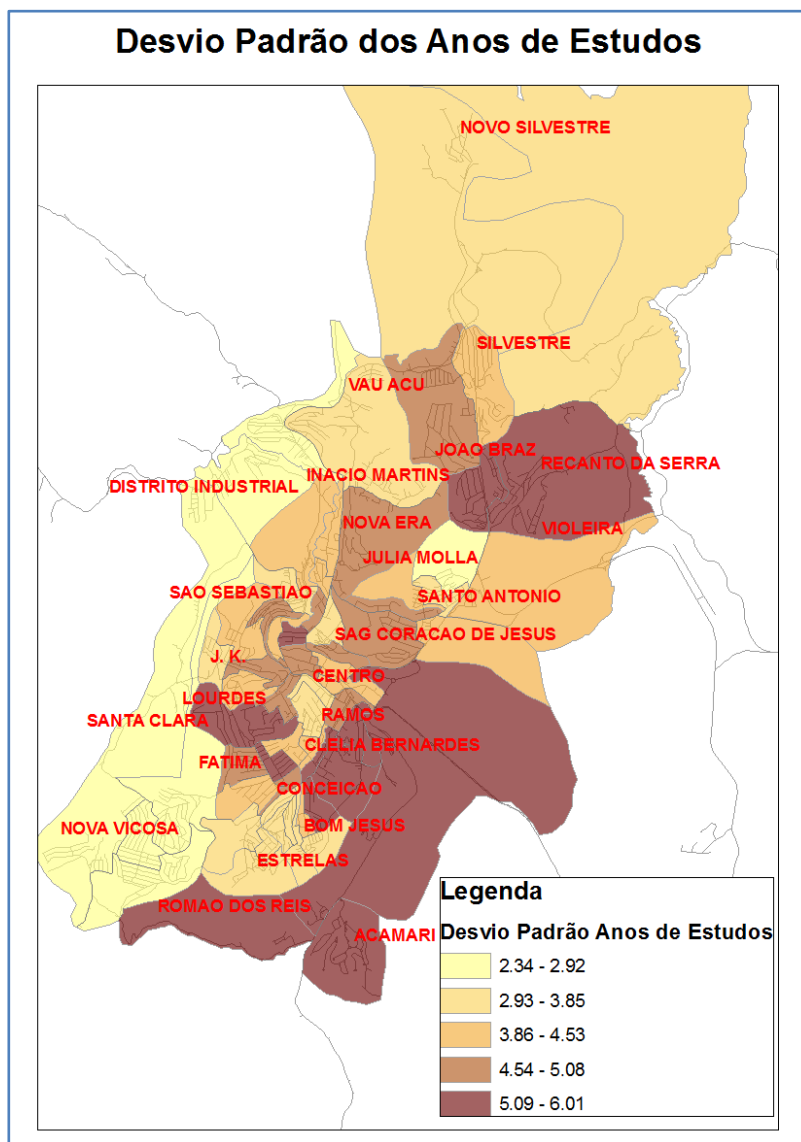 Desvio Padrão dos Anos de Estudos
NOVO SILVESTRE
SILVESTRE
VAU ACU
JOAO BRAZ
RECANTO DA SERRA
INACIO MARTINS
DISTRITO INDUSTRIAL
NOVA ERA
VIOLEIRA
JULIA MOLLA
SAO SEBASTIAO
SANTO ANTONIO
SAG CORACAO DE JESUS
J. K.
CENTRO
LOURDES
RAMOS
SANTA CLARA
CLELIA BERNARDES
FATIMA
CONCEICAO
BOM JESUS
NOVA VICOSA
ESTRELAS
ROMAO DOS REIS
ACAMARI
Legenda
Desvio Padrão Anos de Estudos
2.34 - 2.92
2.93 - 3.85
3.86 - 4.53
4.54 - 5.08
5.09 - 6.01